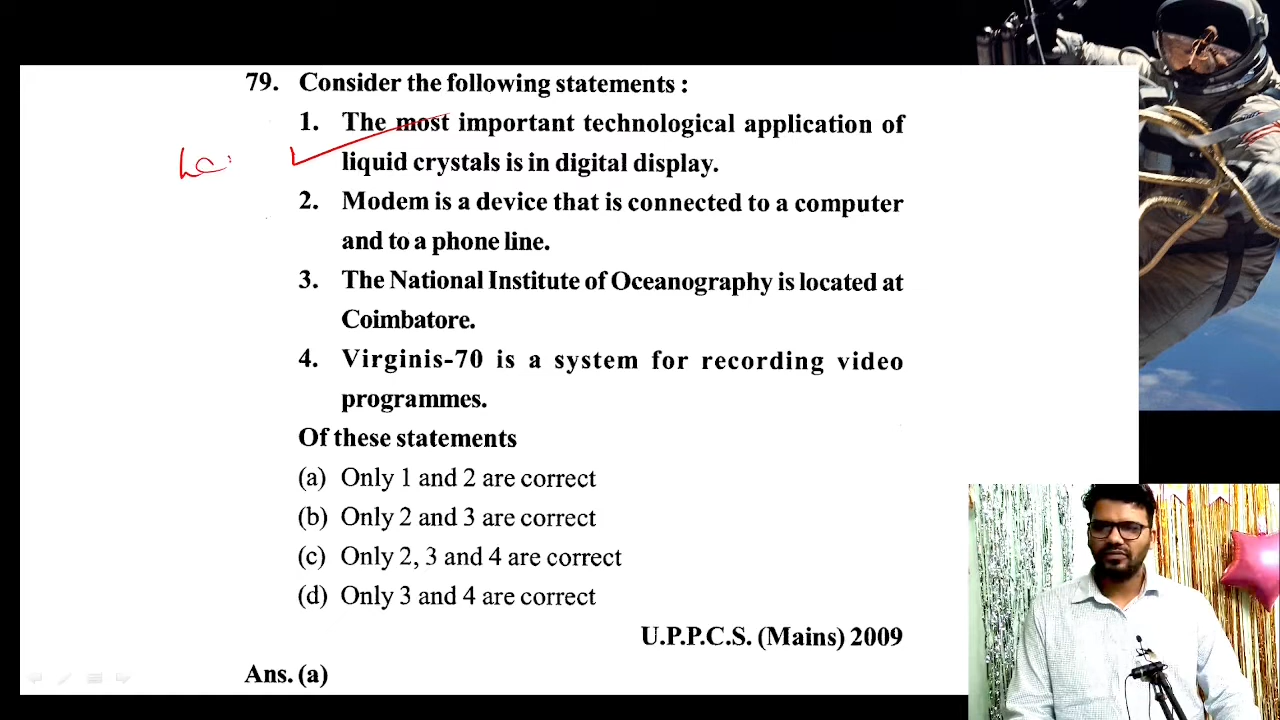 79. Consider the following statements :
1. The most important technological application of
liquid crystals is in digital display.
2. Modem is a device that is connected to a computer
and to a phone line.
3. The National Institute of Oceanography is located at
Coimbatore.
4. Virginis-70 is a system for recording video
programmes.
Of these statements
(a) Only 1 and 2 are correct
(b) Only 2 and 3 are correct
(c) Only 2, 3 and 4 are correct
(d) Only 3 and 4 are correct
U.P.P.C.S. (Mains) 2009
Ans. (a)